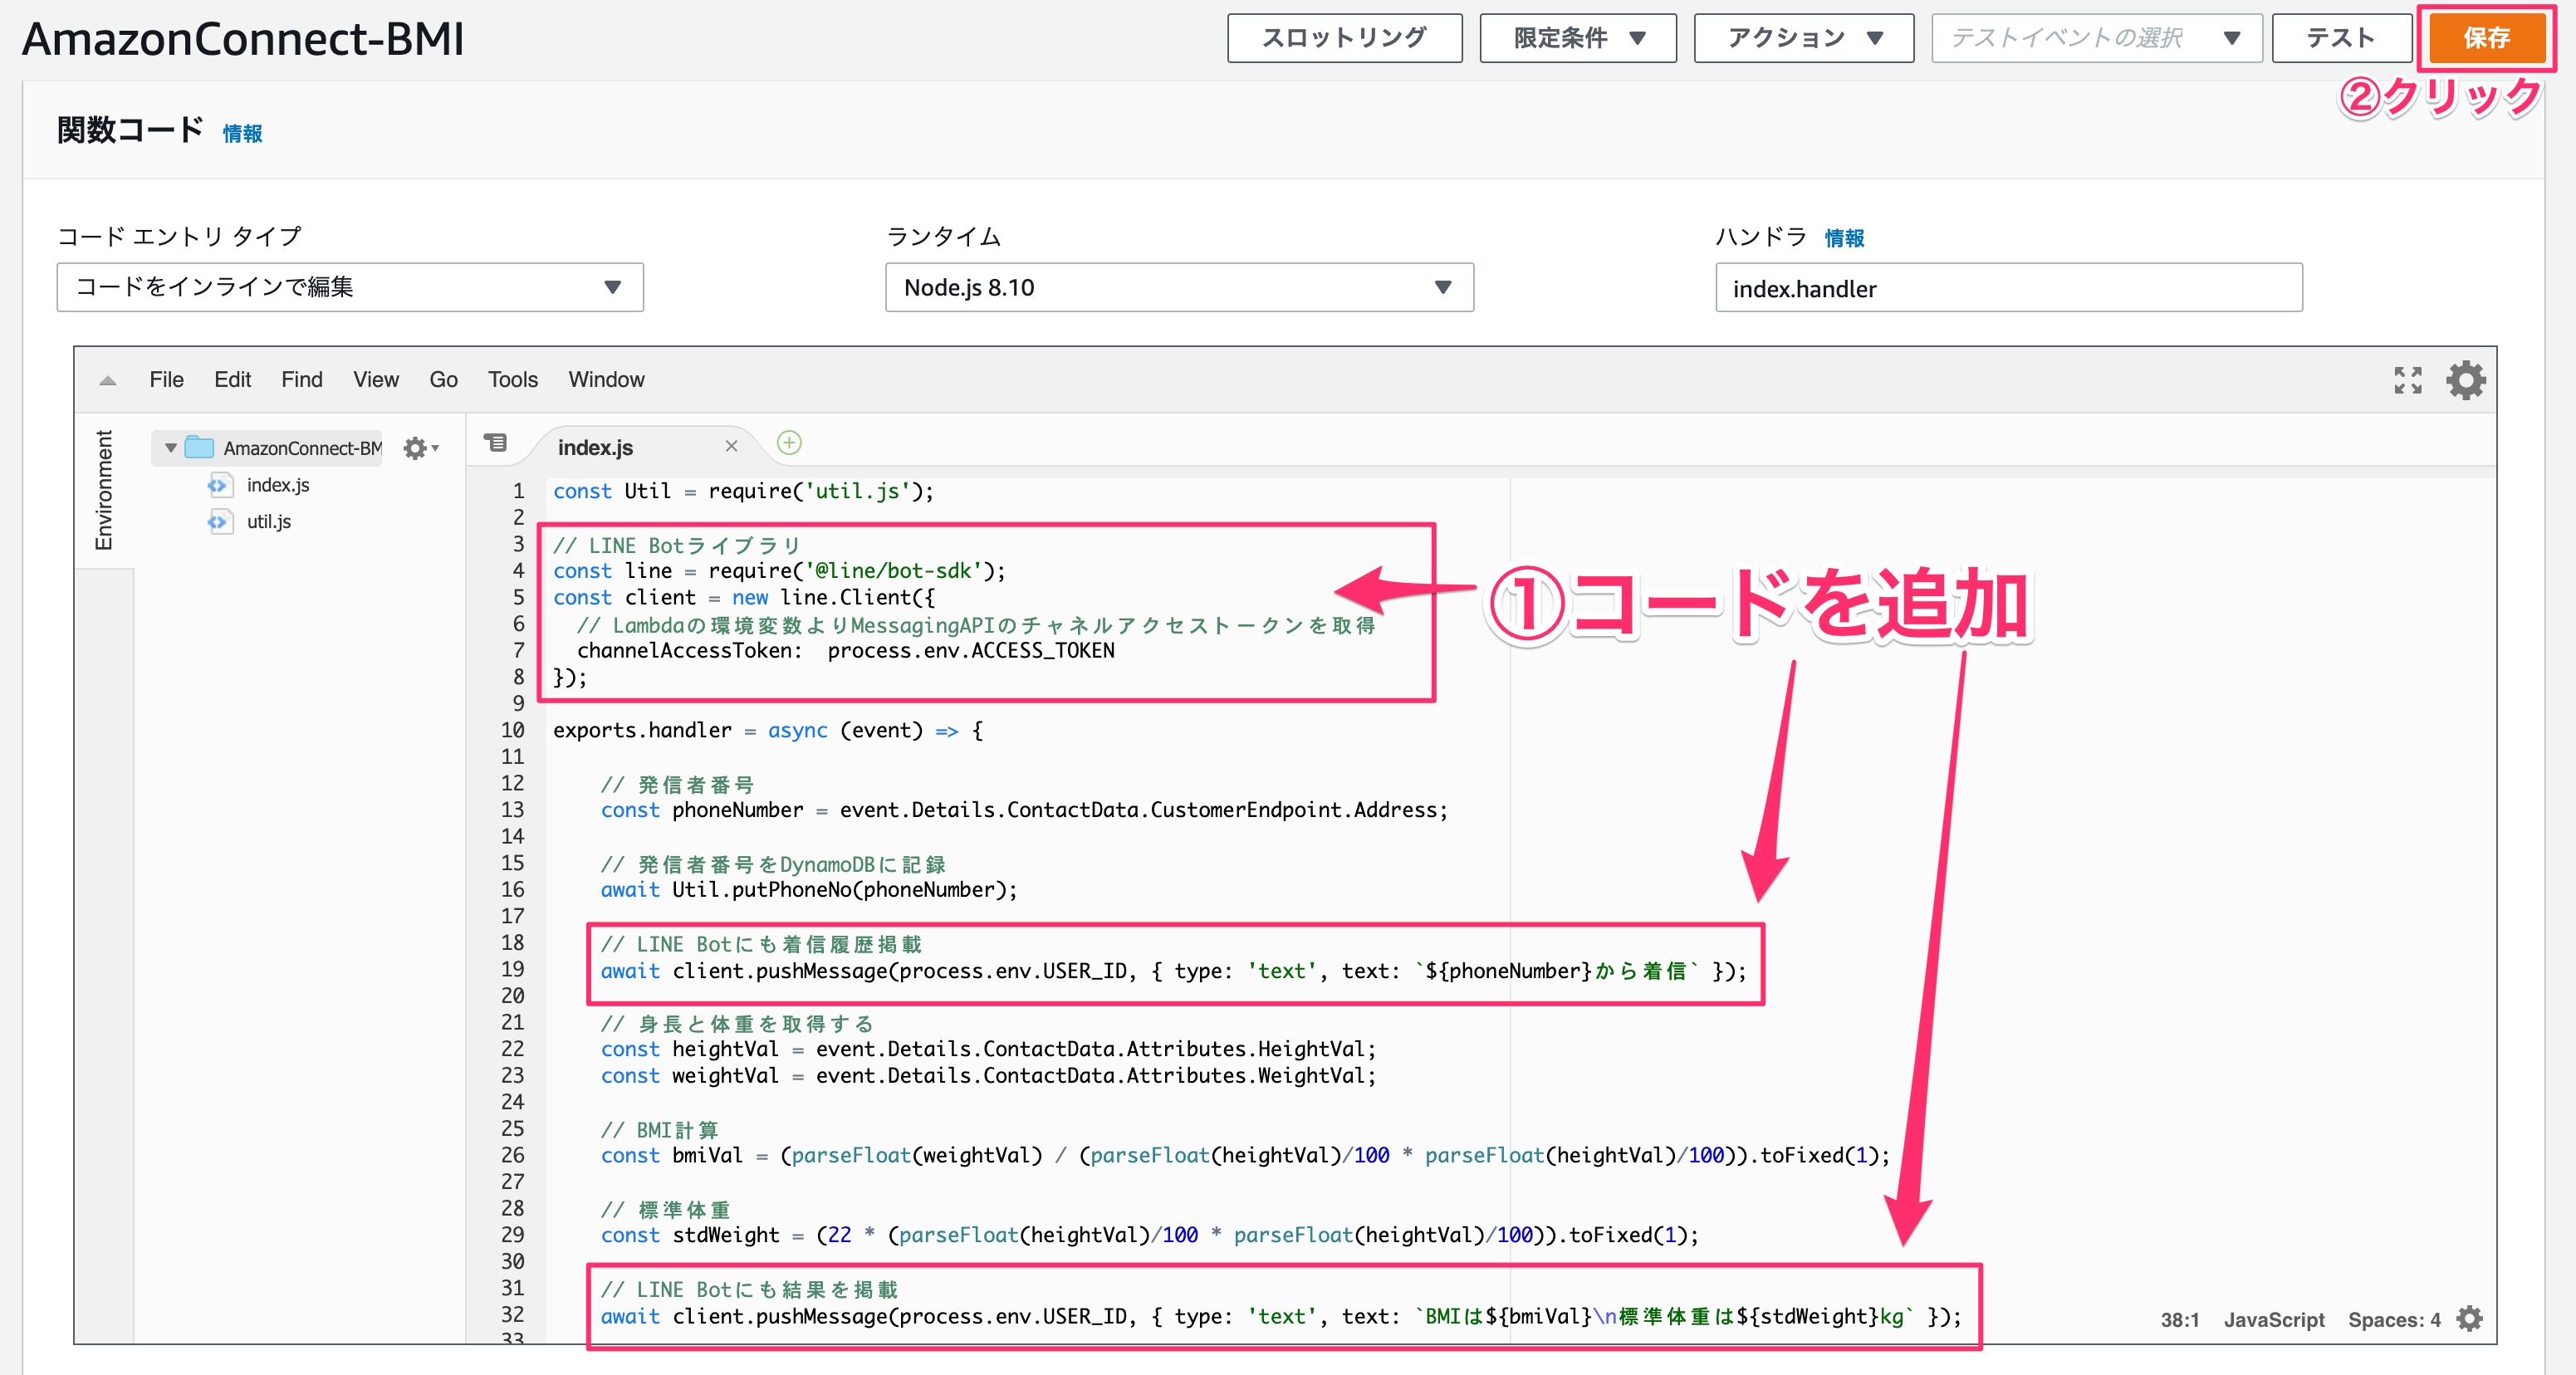 AmazonConnect-BMI
スロットリング
限定条件
アクション
テストイベントの選択
テスト
保存
②クリック
関数コード 情報
コード エントリ タイプ
ランタイム
ハンドラ 情報
コードをインラインで編集
Node.js 8.10
index.handler
File Edit Find View Go Tools Window
Environment
AmazonConnect-BM
index.js
util.js
index.js
1 const Util = require('util.js');
2
3 // LINE Botライブラリ
4 const line = require('@line/bot-sdk');
5 const client = new line.Client({
6   // Lambdaの環境変数よりMessagingAPIのチャネルアクセストークンを取得
7   channelAccessToken:  process.env.ACCESS_TOKEN
8 });
9
10 exports.handler = async (event) => {
11
12     // 発信者番号
13     const phoneNumber = event.Details.ContactData.CustomerEndpoint.Address;
14
15     // 発信者番号をDynamoDBに記録
16     await Util.putPhoneNo(phoneNumber);
17
18     // LINE Botにも着信履歴掲載
19     await client.pushMessage(process.env.USER_ID, { type: 'text', text: `${phoneNumber}から着信` });
20
21     // 身長と体重を取得する
22     const heightVal = event.Details.ContactData.Attributes.HeightVal;
23     const weightVal = event.Details.ContactData.Attributes.WeightVal;
24
25     // BMI計算
26     const bmiVal = (parseFloat(weightVal) / (parseFloat(heightVal)/100 * parseFloat(heightVal)/100)).toFixed(1);
27
28     // 標準体重
29     const stdWeight = (22 * (parseFloat(heightVal)/100 * parseFloat(heightVal)/100)).toFixed(1);
30
31     // LINE Botにも結果を掲載
32     await client.pushMessage(process.env.USER_ID, { type: 'text', text: `BMIは${bmiVal}\n標準体重は${stdWeight}kg` });
33
①コードを追加
38:1 JavaScript Spaces: 4